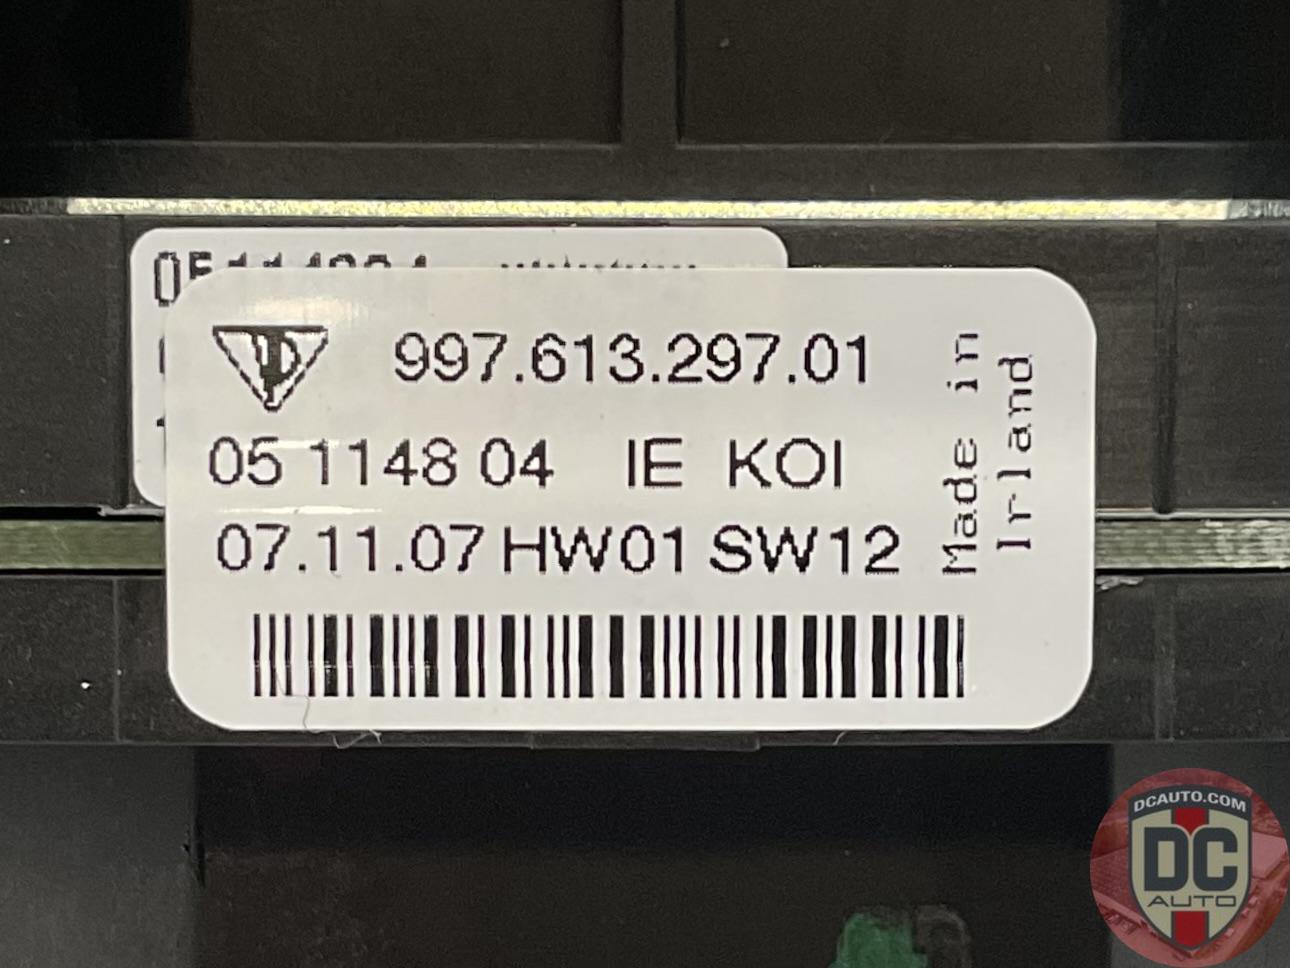 997.613.297.01
05 1148 04 IE KOI
07.11.07 HW01 SW12
Made in
Irland
DCAUTO.COM
DC
AUTO